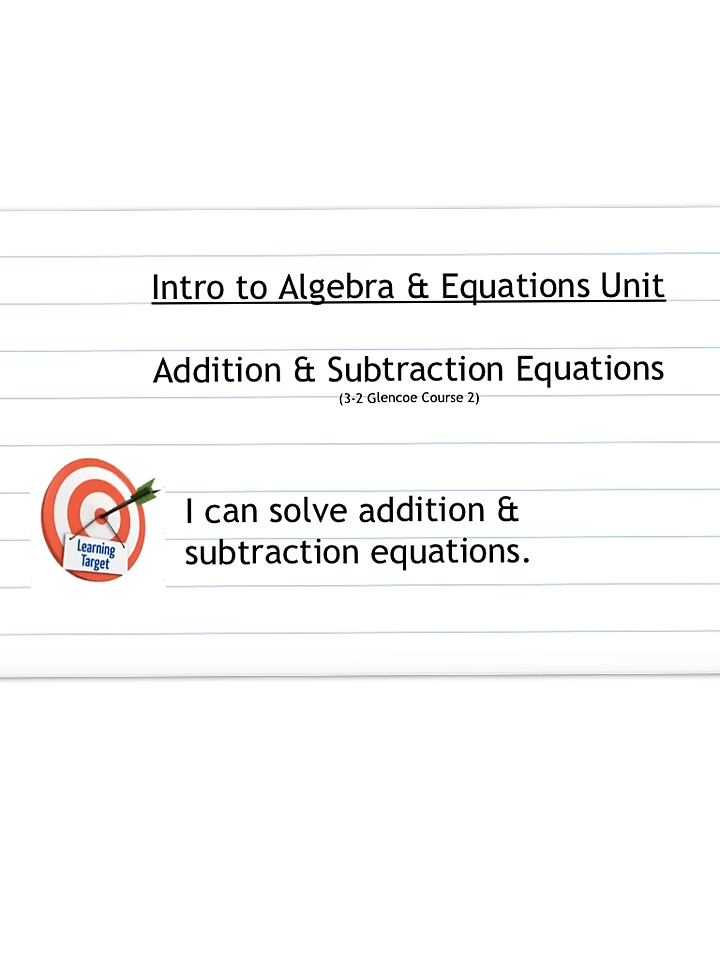 Intro to Algebra & Equations Unit
Addition & Subtraction Equations
(3-2 Glencoe Course 2)
Learning
Target
I can solve addition &
subtraction equations.